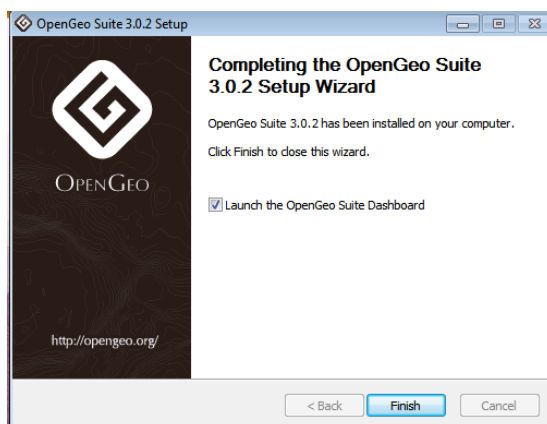 OpenGeo Suite 3.0.2 Setup
Completing the OpenGeo Suite
3.0.2 Setup Wizard
OpenGeo Suite 3.0.2 has been installed on your computer.
Click Finish to close this wizard.
OPENGEO
Launch the OpenGeo Suite Dashboard
http://opengeo.org/
< Back
Finish
Cancel